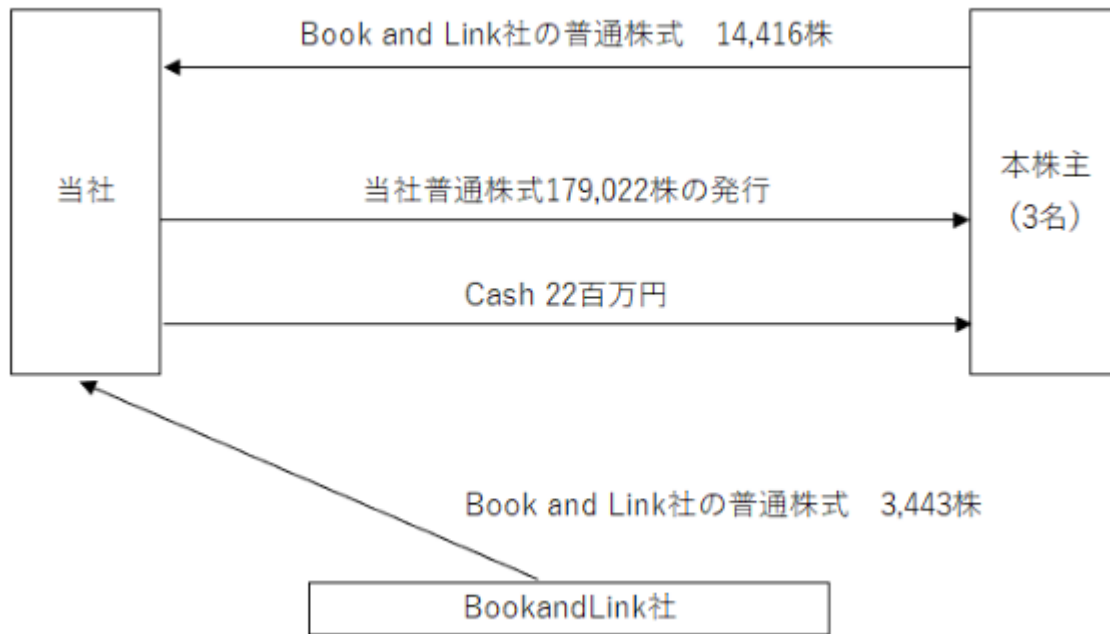 Book and Link社の普通株式　14,416株
当社
本株主
（3名）
当社普通株式179,022株の発行
Cash 22百万円
Book and Link社の普通株式　3,443株
BookandLink社